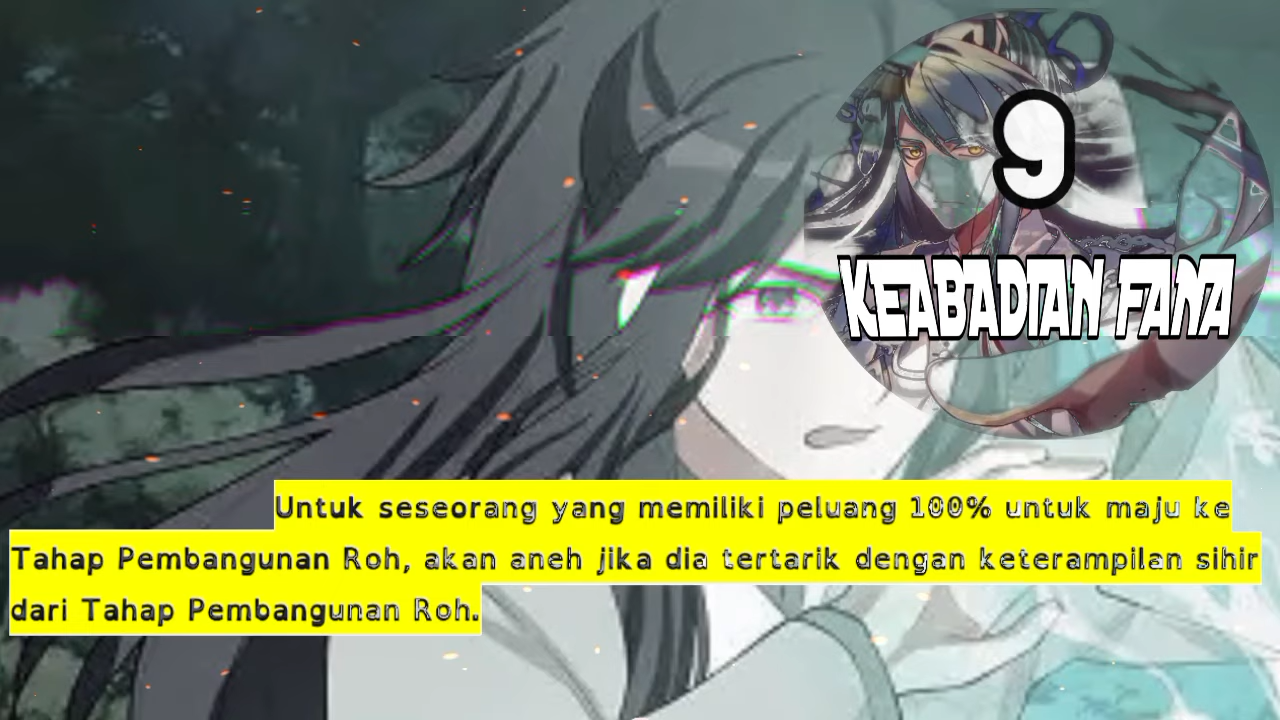 9
KEABADIAN FANA
Untuk seseorang yang memiliki peluang 100% untuk maju ke
Tahap Pembangunan Roh, akan aneh jika dia tertarik dengan keterampilan sihir
dari Tahap Pembangunan Roh.